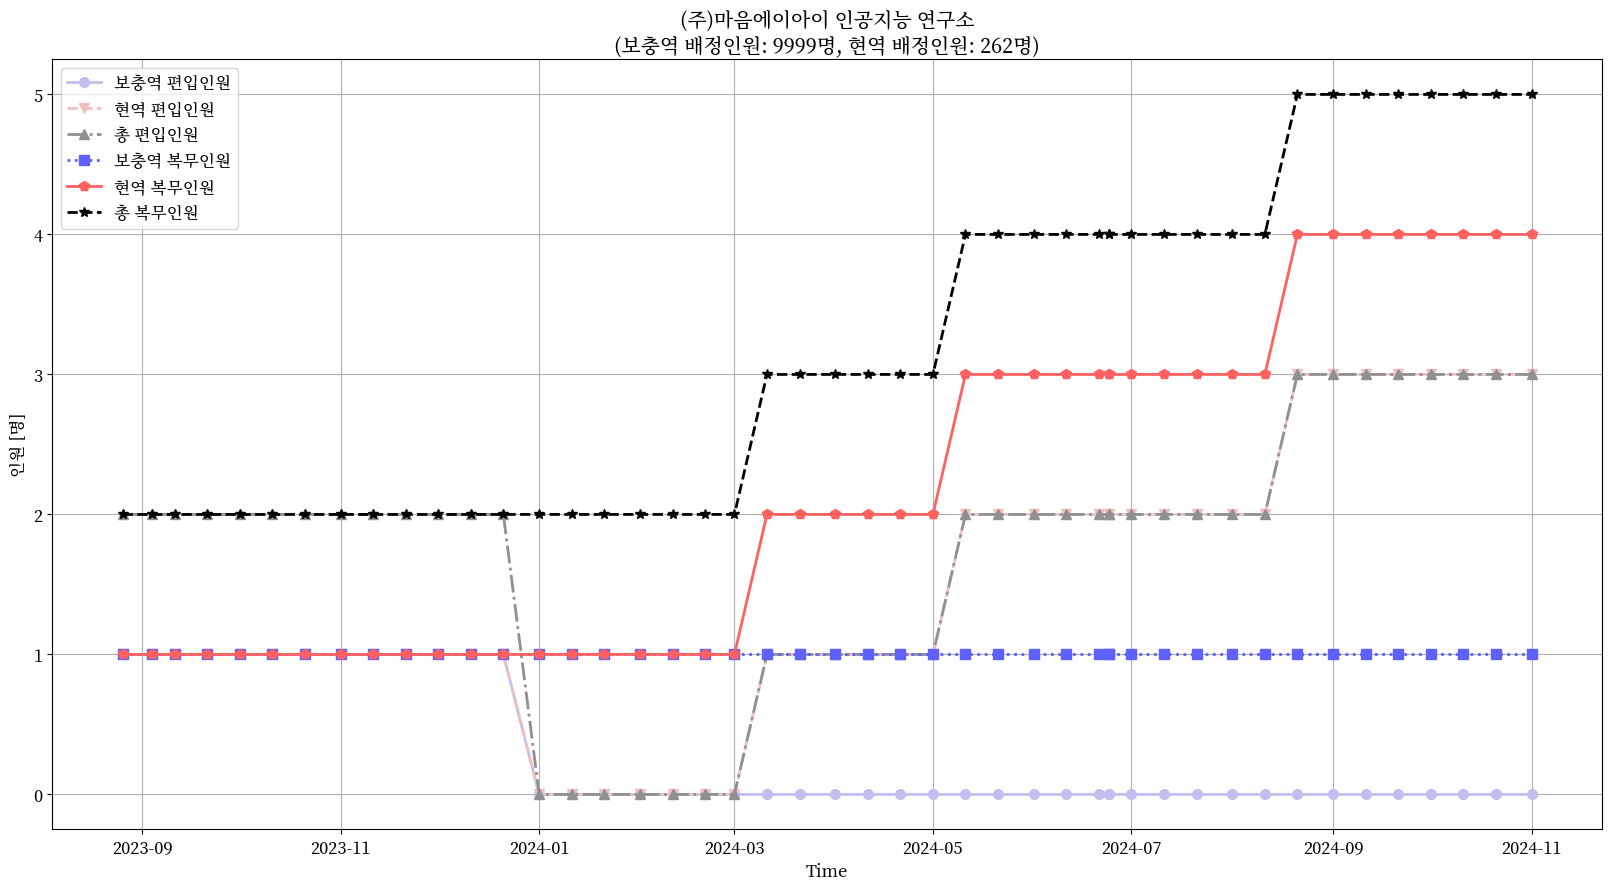 (주)마음에이아이 인공지능 연구소
(보충역 배정인원: 9999명, 현역 배정인원: 262명)
보충역 편입인원
현역 편입인원
총 편입인원
보충역 복무인원
현역 복무인원
총 복무인원
인원 [명]
5
4
3
2
1
0
2023-09
2023-11
2024-01
2024-03
2024-05
2024-07
2024-09
2024-11
Time